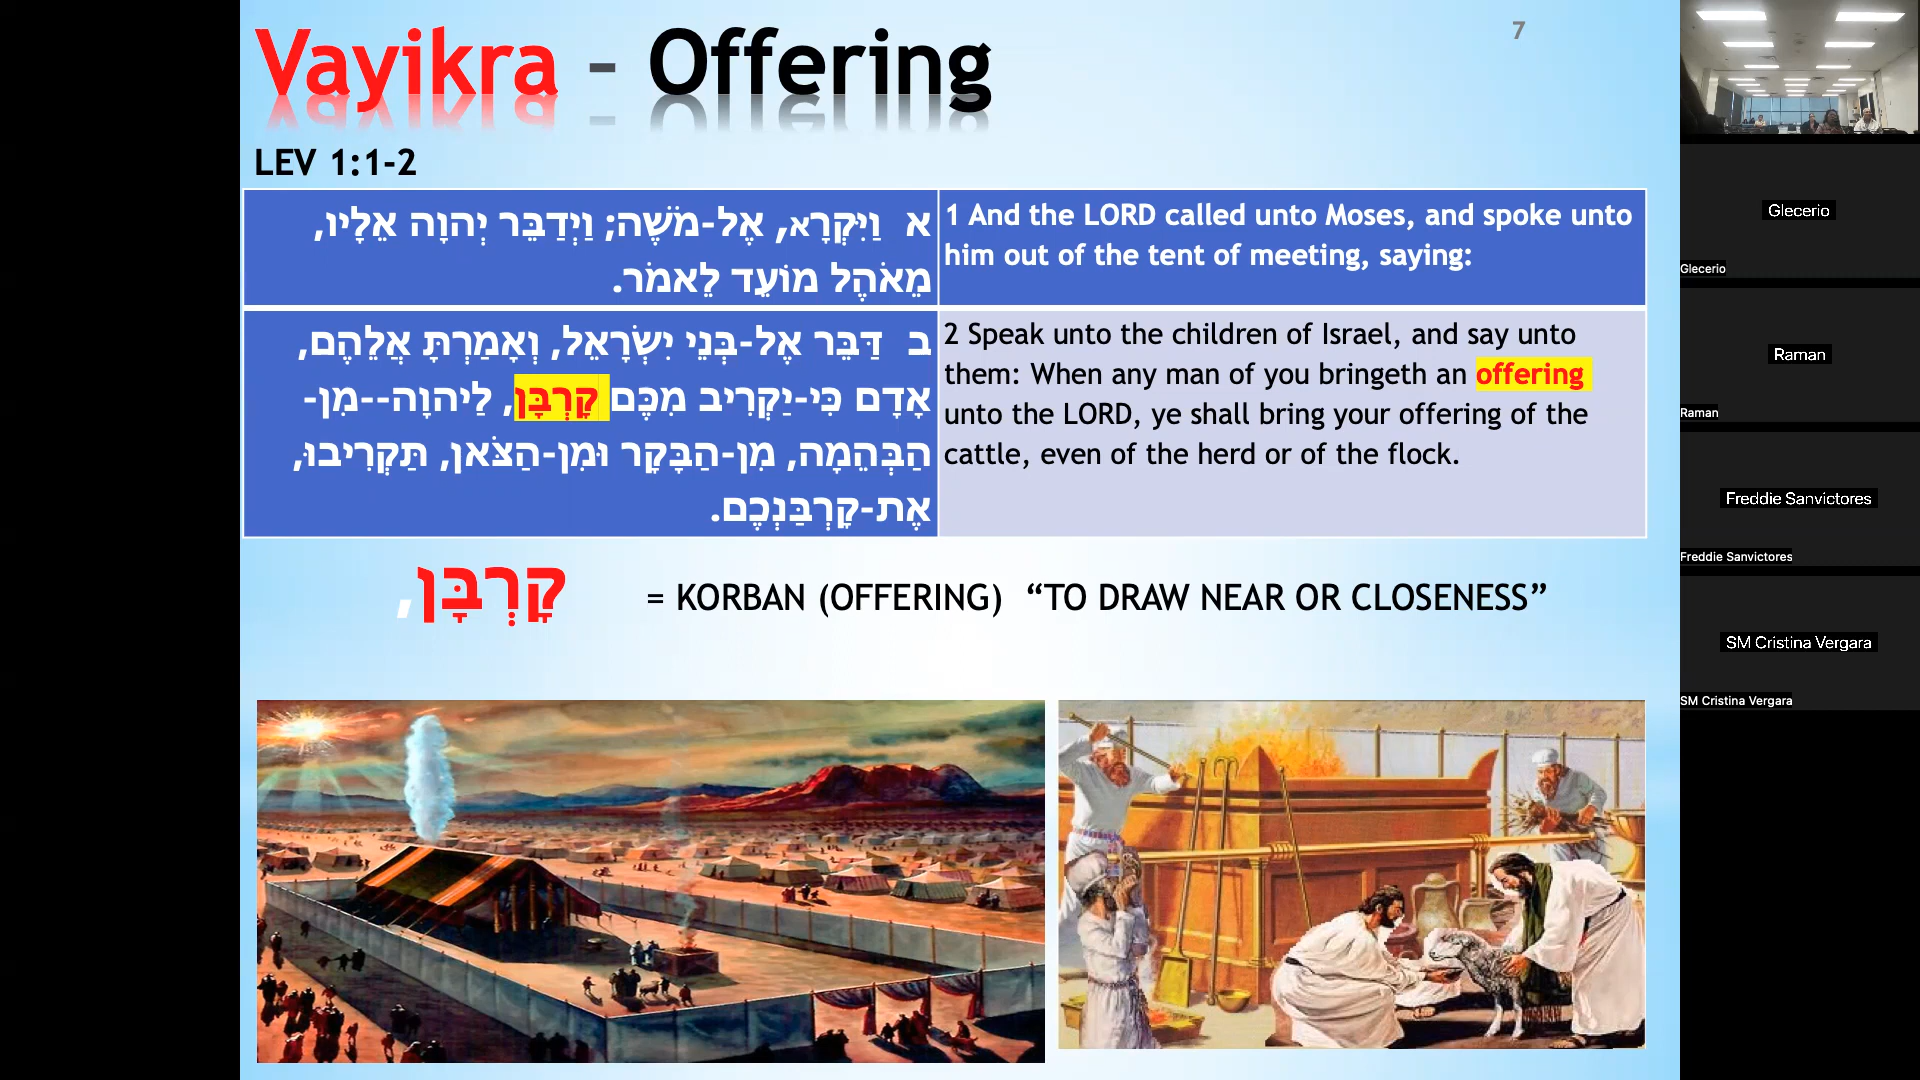 Vayikra - Offering
7
LEV 1:1-2
א וַיִּקְרָא, אֶל-מֹשֶׁה; וַיְדַבֵּר יְהוָה אֵלָיו,
מֵאֹהֶל מוֹעֵד לֵאמֹר.
1 And the LORD called unto Moses, and spoke unto
him out of the tent of meeting, saying:
ב דַּבֵּר אֶל-בְּנֵי יִשְׂרָאֵל, וְאָמַרְתָּ אֲלֵהֶם,
אָדָם כִּי-יַקְרִיב מִכֶּם קָרְבָּן, לַיהוָה--מִן-
הַבְּהֵמָה, מִן-הַבָּקָר וּמִן-הַצֹּאן, תַּקְרִיבוּ,
אֶת-קָרְבַּנְכֶם.
2 Speak unto the children of Israel, and say unto
them: When any man of you bringeth an offering
unto the LORD, ye shall bring your offering of the
cattle, even of the herd or of the flock.
קָרְבָּן, = KORBAN (OFFERING) “TO DRAW NEAR OR CLOSENESS”
Glecerio
Glecerio
Raman
Raman
Freddie Sanvictores
Freddie Sanvictores
SM Cristina Vergara
SM Cristina Vergara